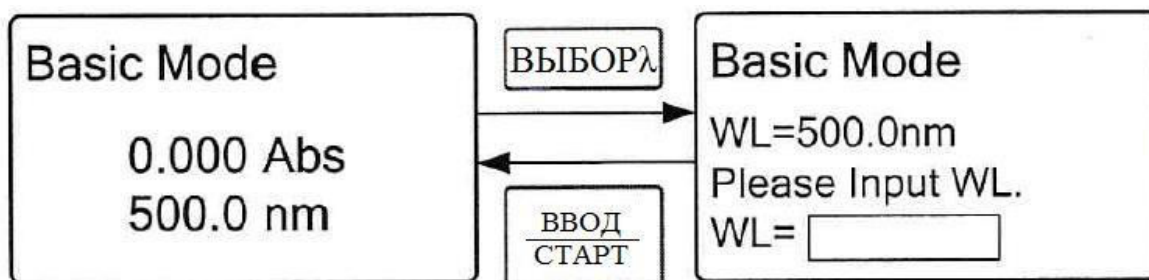 Basic Mode
0.000 Abs
500.0 nm
ВЫБОРλ
ВВОД
СТАРТ
Basic Mode
WL=500.0nm
Please Input WL.
WL=